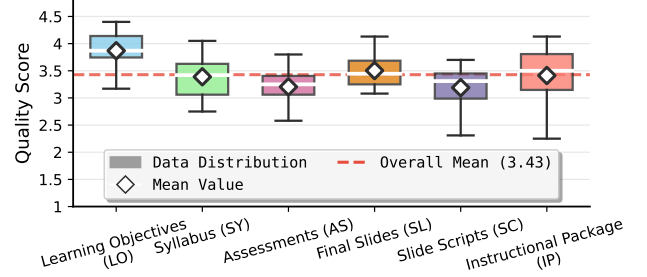 Quality Score
4.5
4
3.5
3
2.5
2
1.5
1
Data Distribution
Overall Mean (3.43)
Mean Value
Learning Objectives
(LO)
Syllabus (SY)
Assessments (AS)
Final Slides (SL)
Slide Scripts (SC)
Instructional Package
(IP)